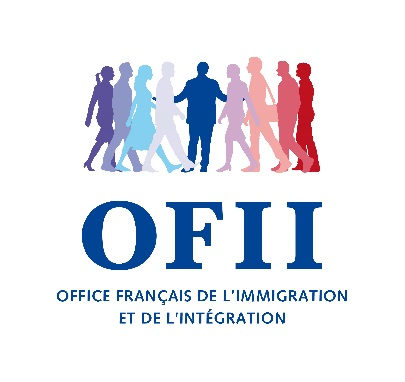 OFII
OFFICE FRANÇAIS DE L'IMMIGRATION
ET DE L'INTÉGRATION